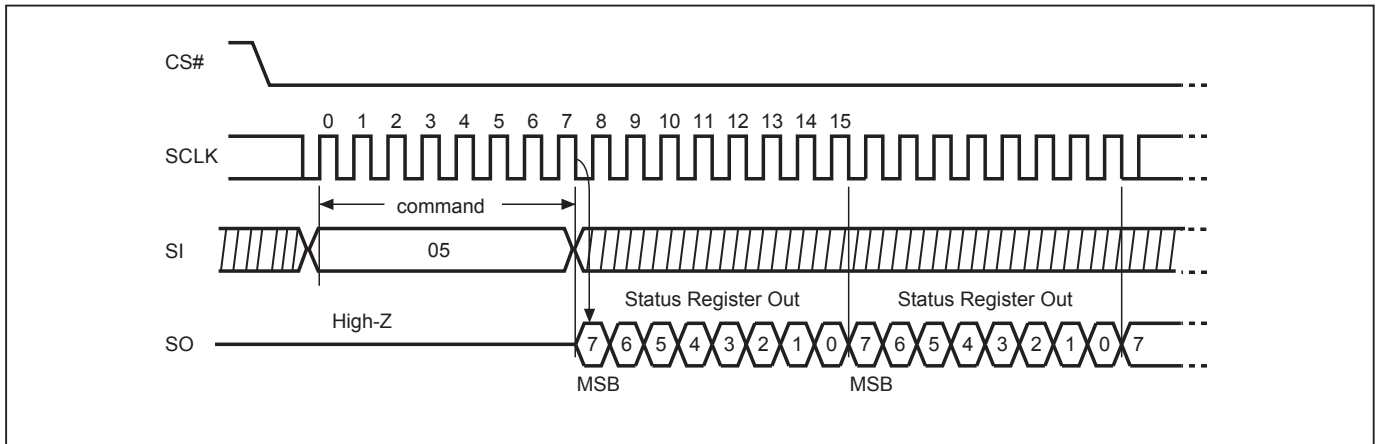 CS#
0 1 2 3 4 5 6 7 8 9 10 11 12 13 14 15
SCLK
command
SI
05
Status Register Out Status Register Out
High-Z
SO
7 6 5 4 3 2 1 0 7 6 5 4 3 2 1 0 7
MSB MSB